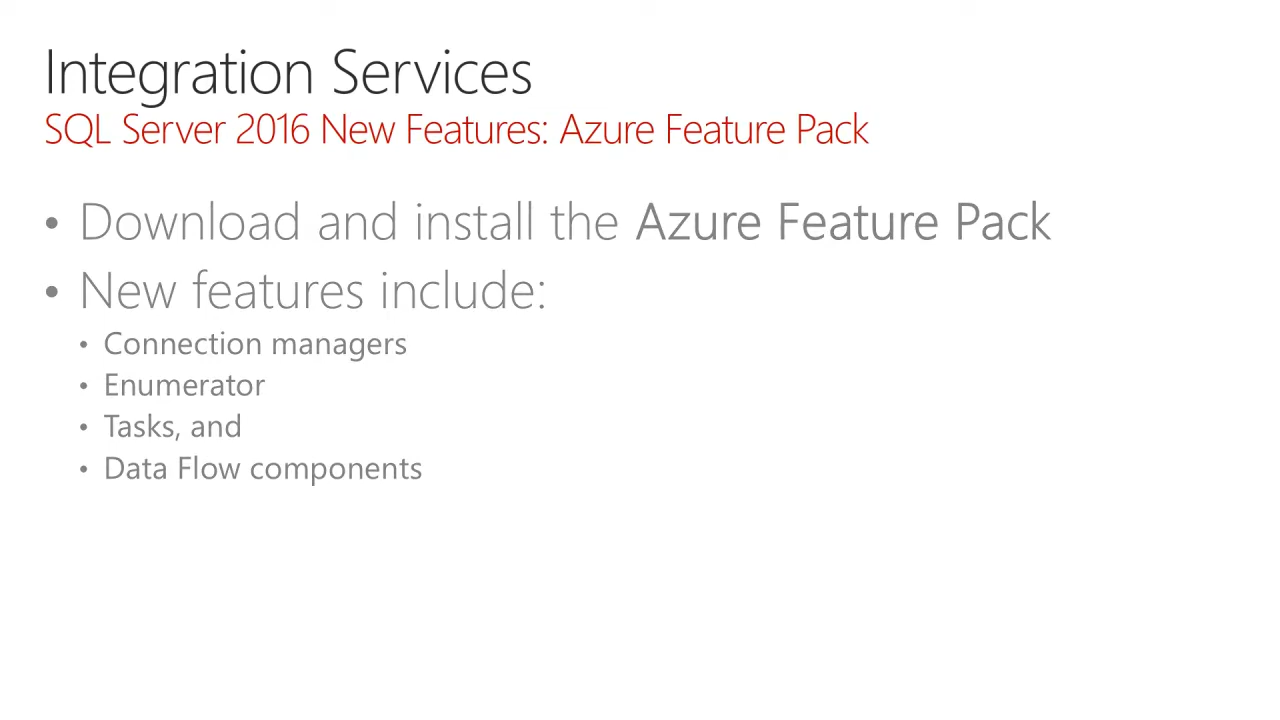 Integration Services
SQL Server 2016 New Features: Azure Feature Pack
• Download and install the Azure Feature Pack
• New features include:
• Connection managers
• Enumerator
• Tasks, and
• Data Flow components